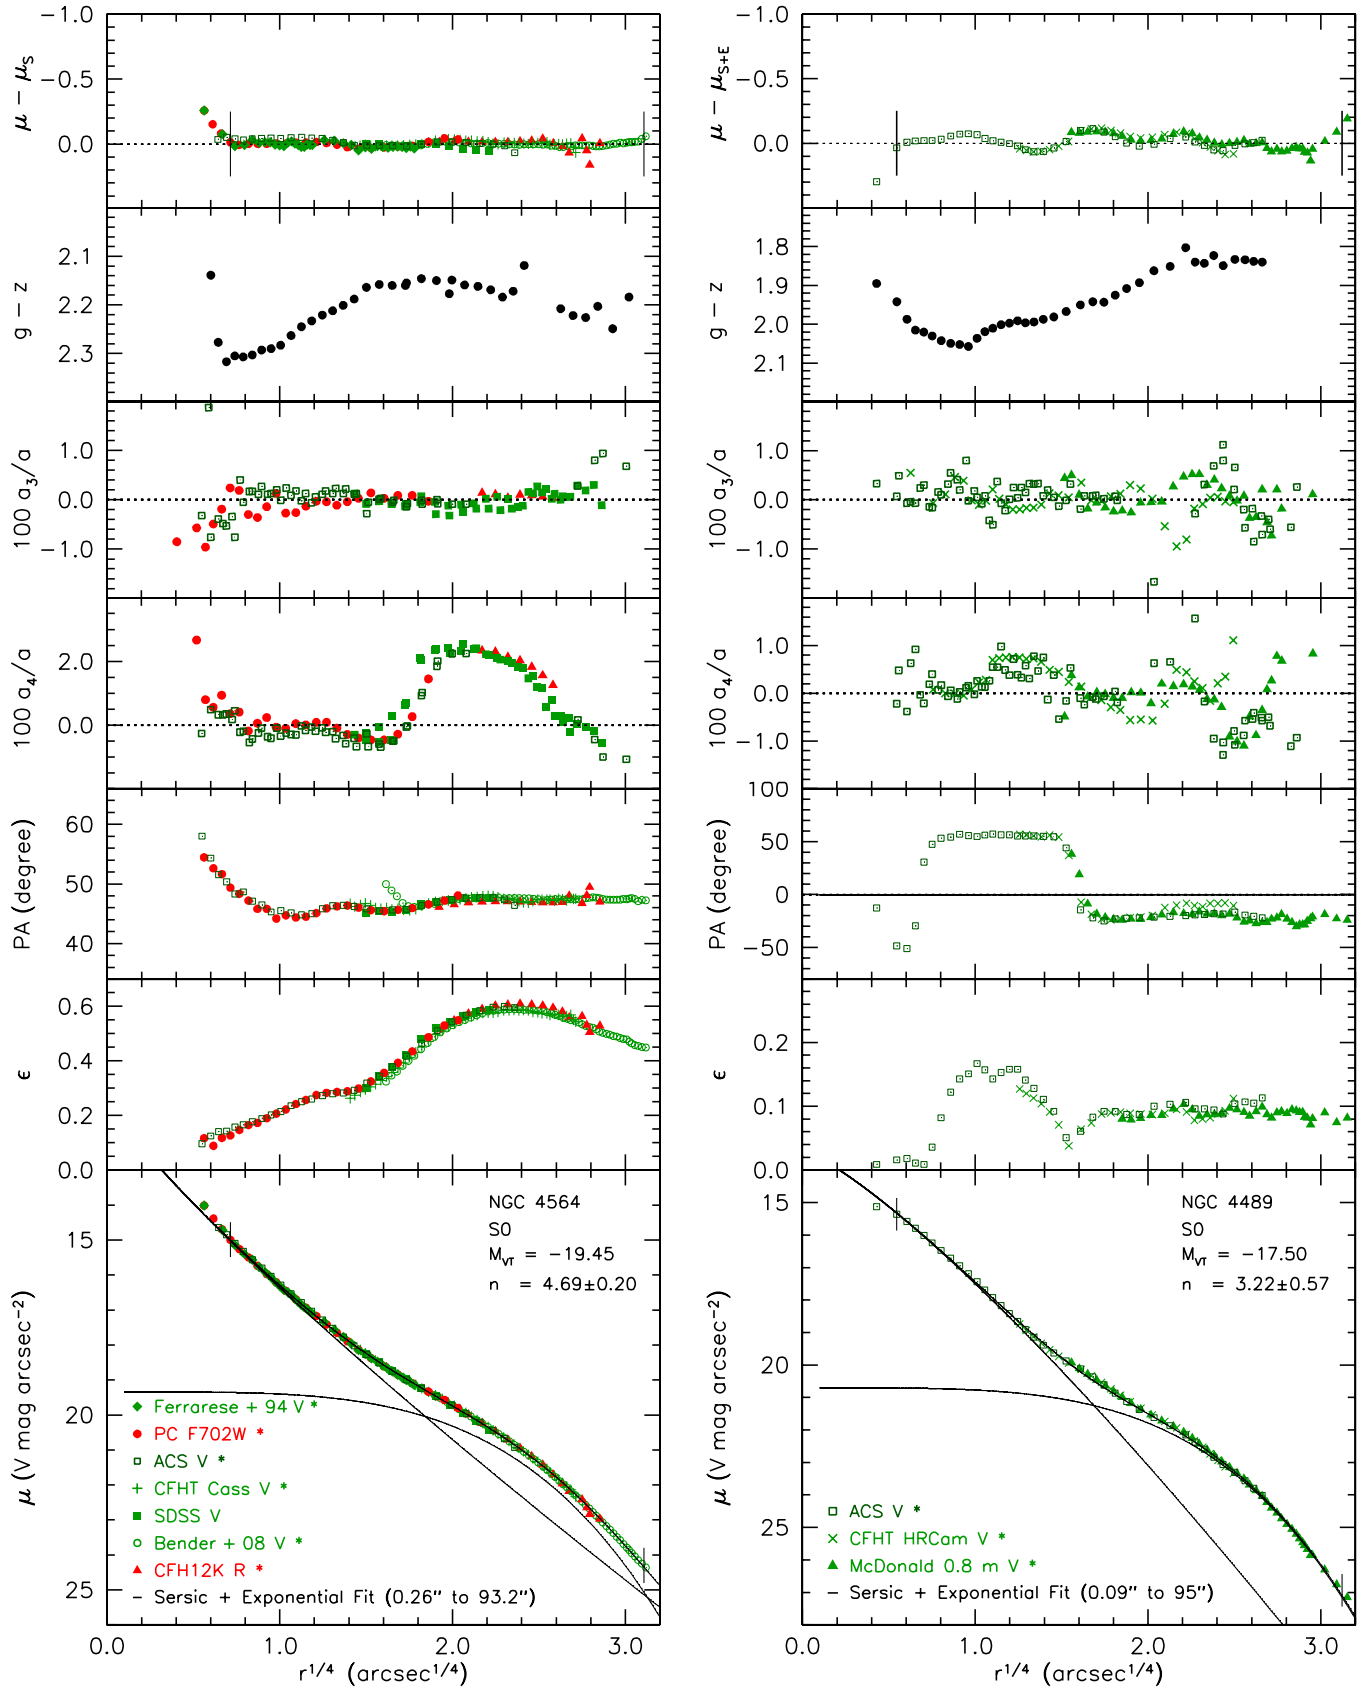 μ − μS
−1.0
−0.5
0.0
g − z
2.1
2.2
2.3
100 a3/a
1.0
0.0
−1.0
100 a4/a
2.0
0.0
PA (degree)
60
50
40
ϵ
0.6
0.4
0.2
0.0
μ (V mag arcsec−2)
15
20
25
NGC 4564
S0
MVT = −19.45
n = 4.69±0.20
Ferrarese + 94 V *
PC F702W *
ACS V *
CFHT Cass V *
SDSS V
Bender + 08 V *
CFH12K R *
– Sersic + Exponential Fit (0.26″ to 93.2″)
0.0 1.0 2.0 3.0
r1/4 (arcsec1/4)
μ − μS+E
−1.0
−0.5
0.0
g − z
1.8
1.9
2.0
2.1
100 a3/a
1.0
0.0
−1.0
100 a4/a
1.0
0.0
−1.0
PA (degree)
100
50
0
−50
ϵ
0.2
0.1
0.0
μ (V mag arcsec−2)
15
20
25
NGC 4489
S0
MVT = −17.50
n = 3.22±0.57
ACS V *
CFHT HRCam V *
McDonald 0.8 m V *
– Sersic + Exponential Fit (0.09″ to 95″)
0.0 1.0 2.0 3.0
r1/4 (arcsec1/4)